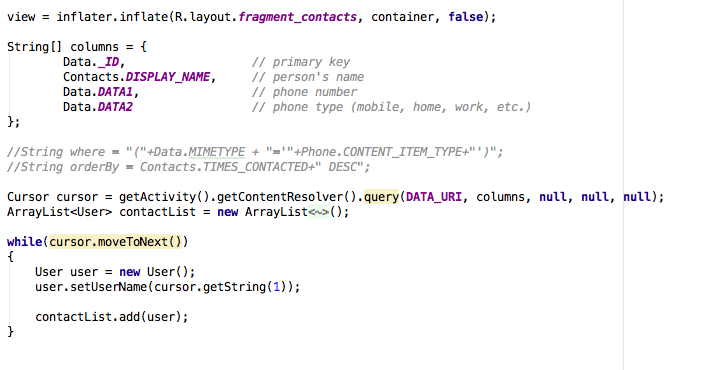 view = inflater.inflate(R.layout.fragment_contacts, container, false);
String[] columns = {
Data._ID, // primary key
Contacts.DISPLAY_NAME, // person's name
Data.DATA1, // phone number
Data.DATA2 // phone type (mobile, home, work, etc.)
};
//String where = "("+Data.MIMETYPE + "='"+Phone.CONTENT_ITEM_TYPE+"')";
//String orderBy = Contacts.TIMES_CONTACTED+" DESC";
Cursor cursor = getActivity().getContentResolver().query(DATA_URI, columns, null, null, null);
ArrayList<User> contactList = new ArrayList<~>();
while(cursor.moveToNext())
{
User user = new User();
user.setUserName(cursor.getString(1));
contactList.add(user);
}